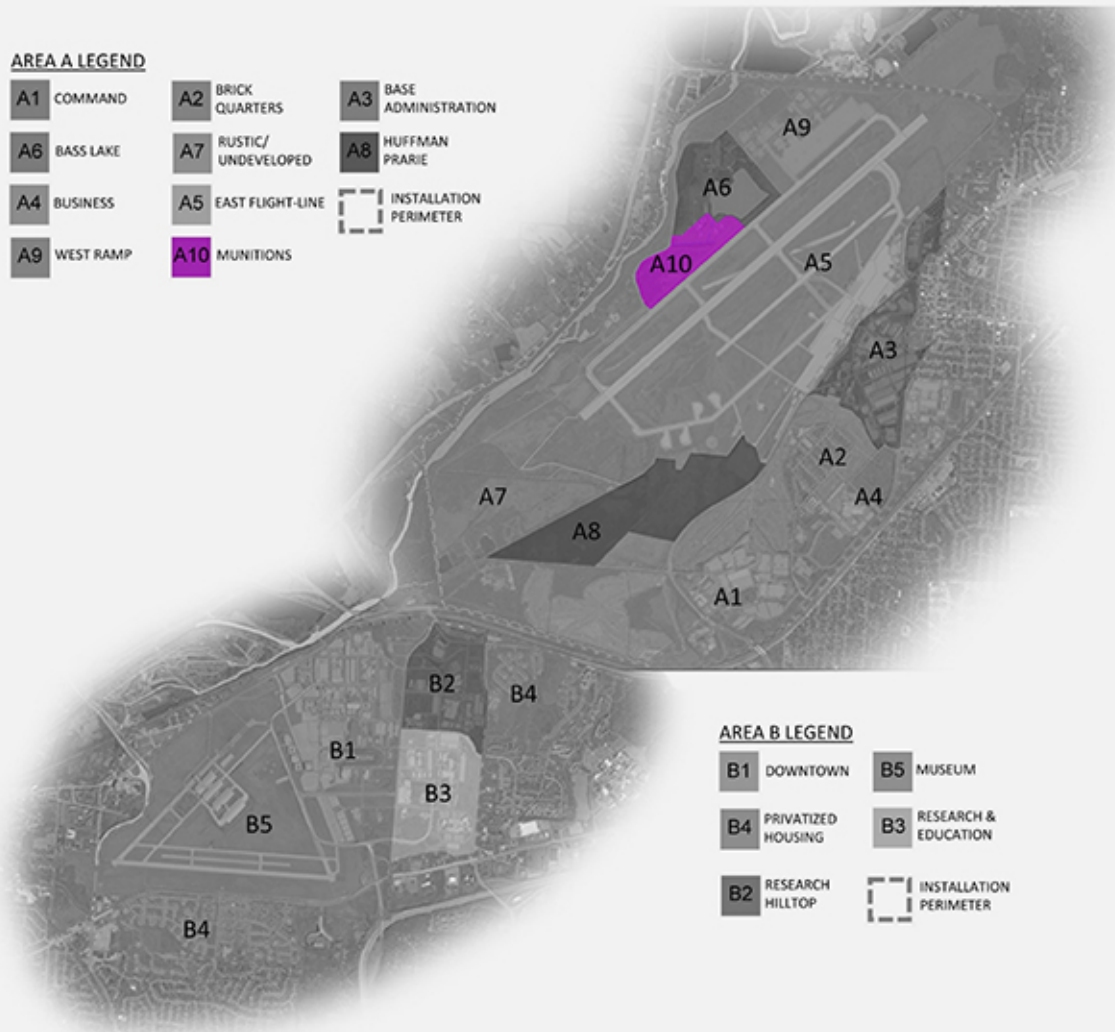 AREA A LEGEND
A1 COMMAND
A2 BRICK
QUARTERS
A3 BASE
ADMINISTRATION
A6 BASS LAKE
A7 RUSTIC/
UNDEVELOPED
A8 HUFFMAN
PRARIE
A4 BUSINESS
A5 EAST FLIGHT-LINE
INSTALLATION
PERIMETER
A9 WEST RAMP
A10 MUNITIONS
A9
A6
A10
A5
A3
A2
A4
A7
A8
A1
B2
B4
B1
B3
B5
B4
AREA B LEGEND
B1 DOWNTOWN
B5 MUSEUM
B4 PRIVATIZED
HOUSING
B3 RESEARCH &
EDUCATION
B2 RESEARCH
HILLTOP
INSTALLATION
PERIMETER